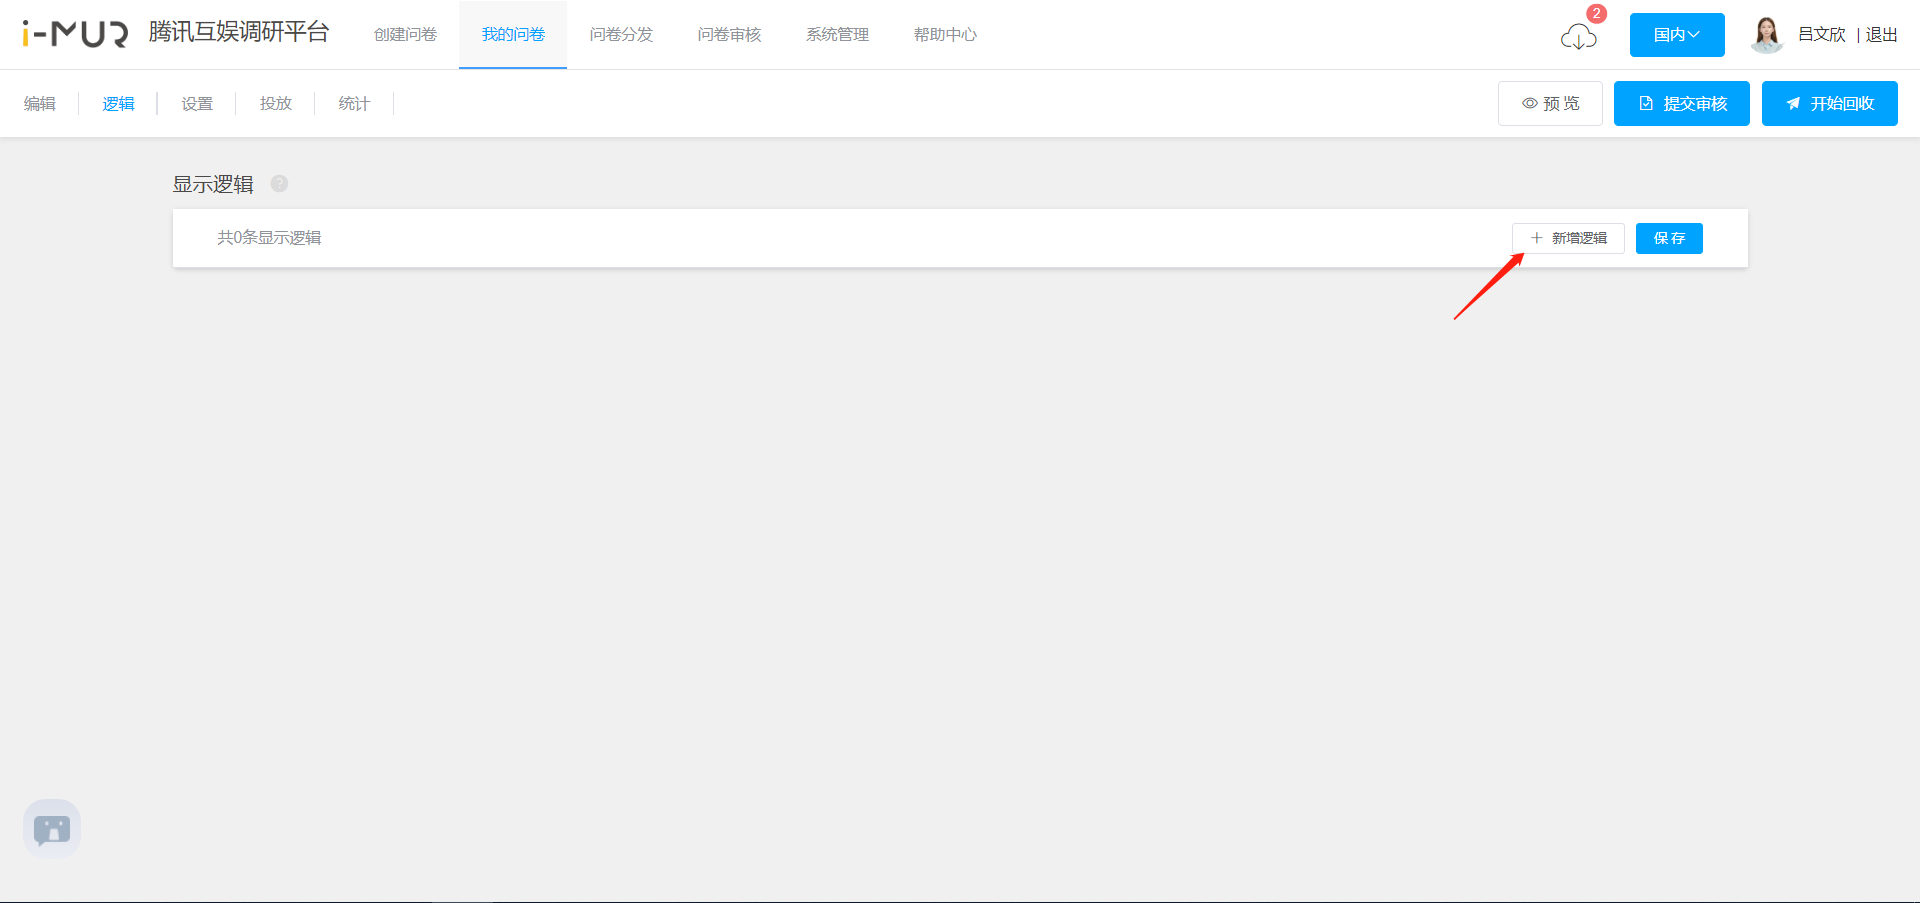 i-MUR 腾讯互娱调研平台 创建问卷 我的问卷 问卷分发 问卷审核 系统管理 帮助中心 2 国内 吕文欣 | 退出
编辑 逻辑 设置 投放 统计 预 览 提交审核 开始回收
显示逻辑 ?
共0条显示逻辑 + 新增逻辑 保 存